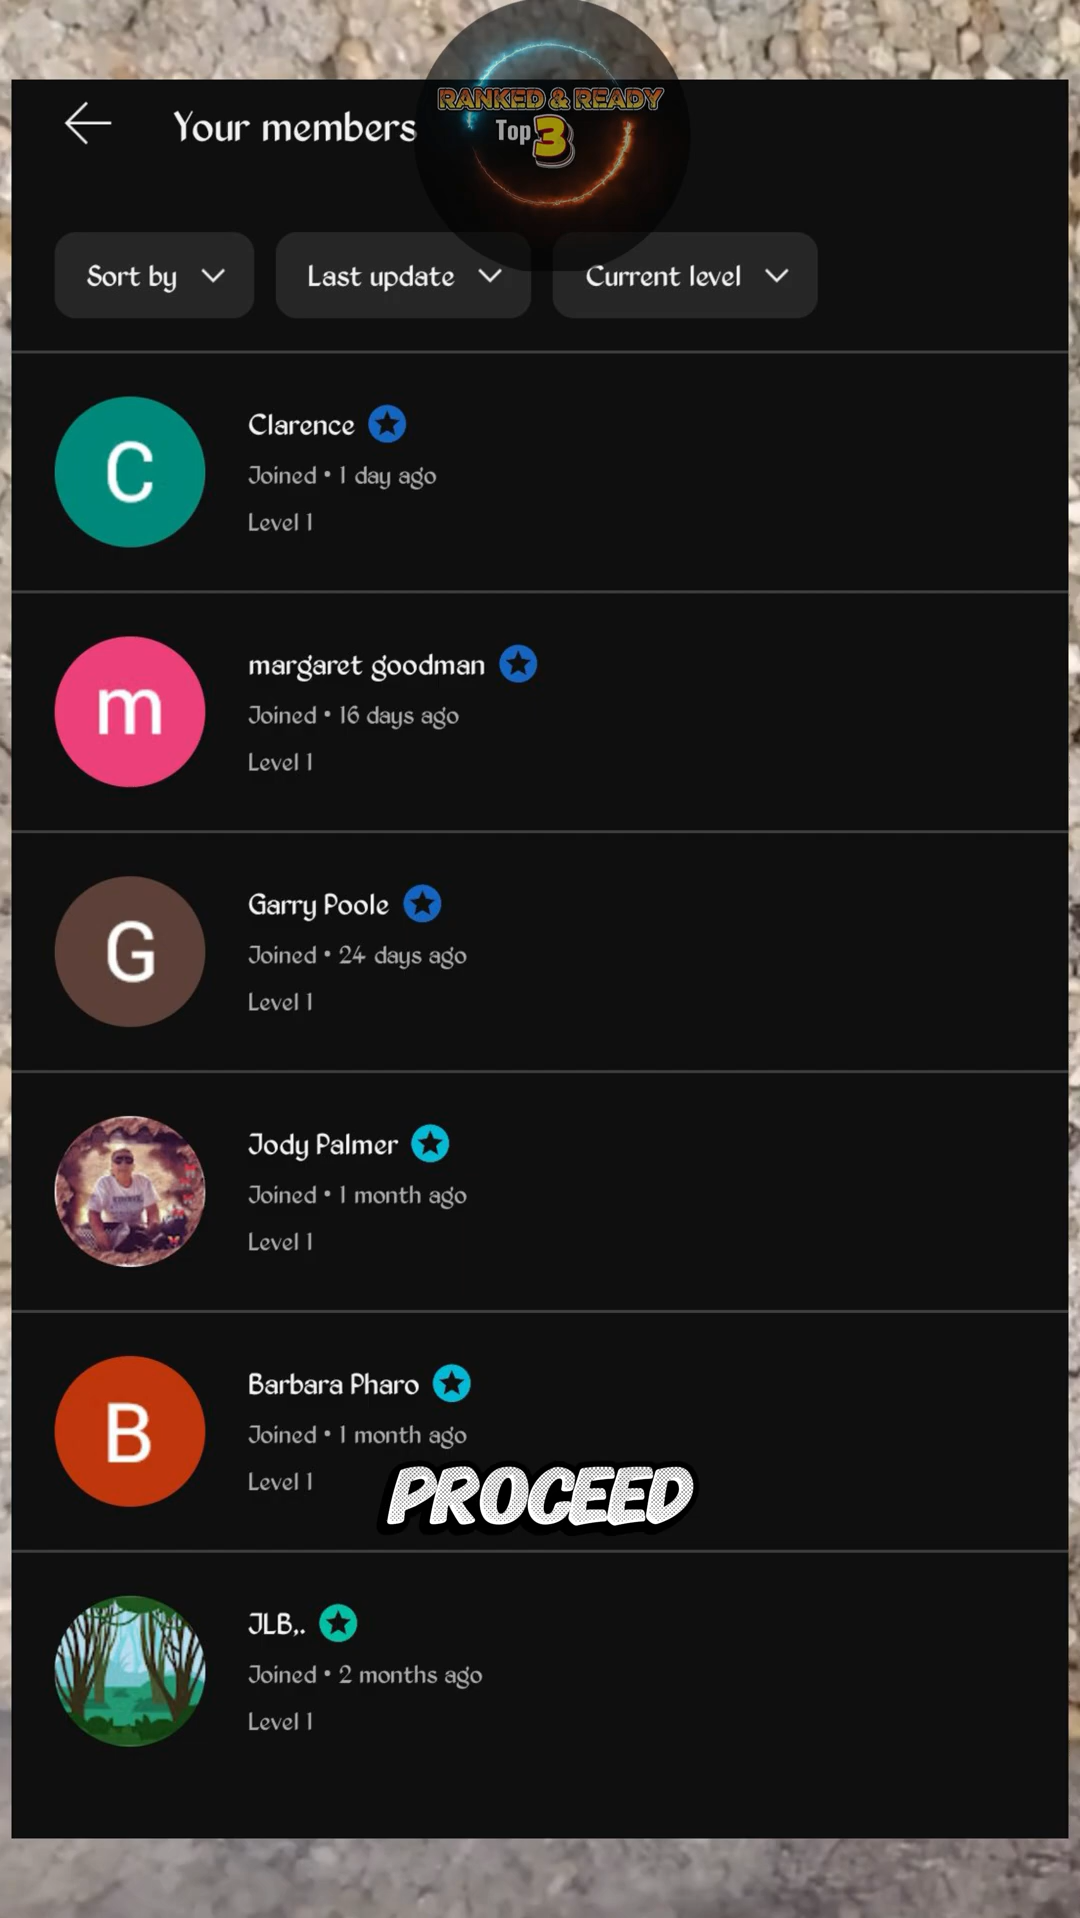 RANKED & READY
Top 3
Your members
Sort by
Last update
Current level
C
Clarence
Joined • 1 day ago
Level 1
m
margaret goodman
Joined • 16 days ago
Level 1
G
Garry Poole
Joined • 24 days ago
Level 1
Jody Palmer
Joined • 1 month ago
Level 1
B
Barbara Pharo
Joined • 1 month ago
Level 1
PROCEED
JLB,.
Joined • 2 months ago
Level 1